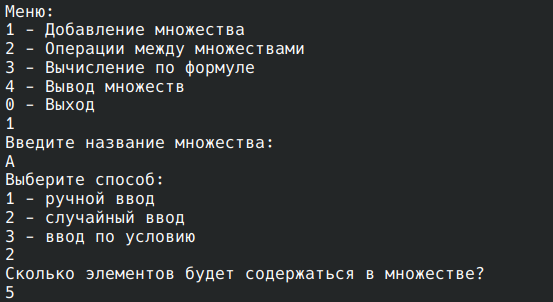 Меню:
1 - Добавление множества
2 - Операции между множествами
3 - Вычисление по формуле
4 - Вывод множеств
0 - Выход
1
Введите название множества:
A
Выберите способ:
1 - ручной ввод
2 - случайный ввод
3 - ввод по условию
2
Сколько элементов будет содержаться в множестве?
5